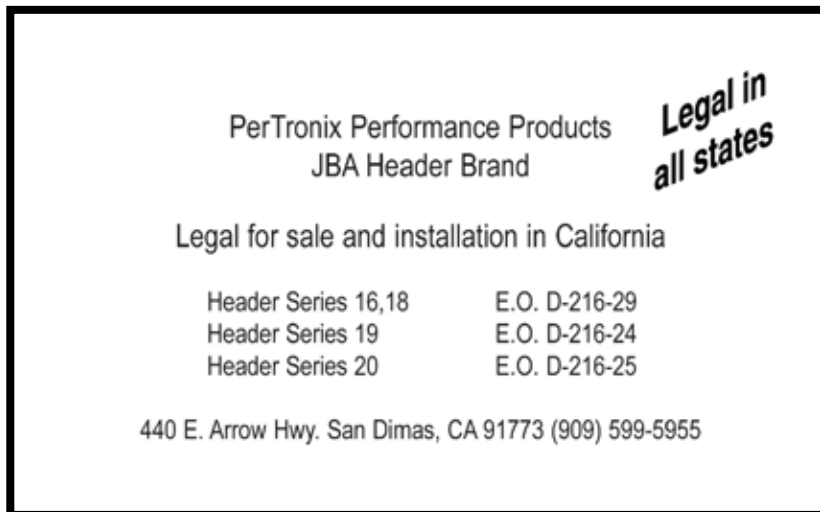 Legal in
all states
PerTronix Performance Products
JBA Header Brand
Legal for sale and installation in California
Header Series 16,18 E.O. D-216-29
Header Series 19 E.O. D-216-24
Header Series 20 E.O. D-216-25
440 E. Arrow Hwy. San Dimas, CA 91773 (909) 599-5955